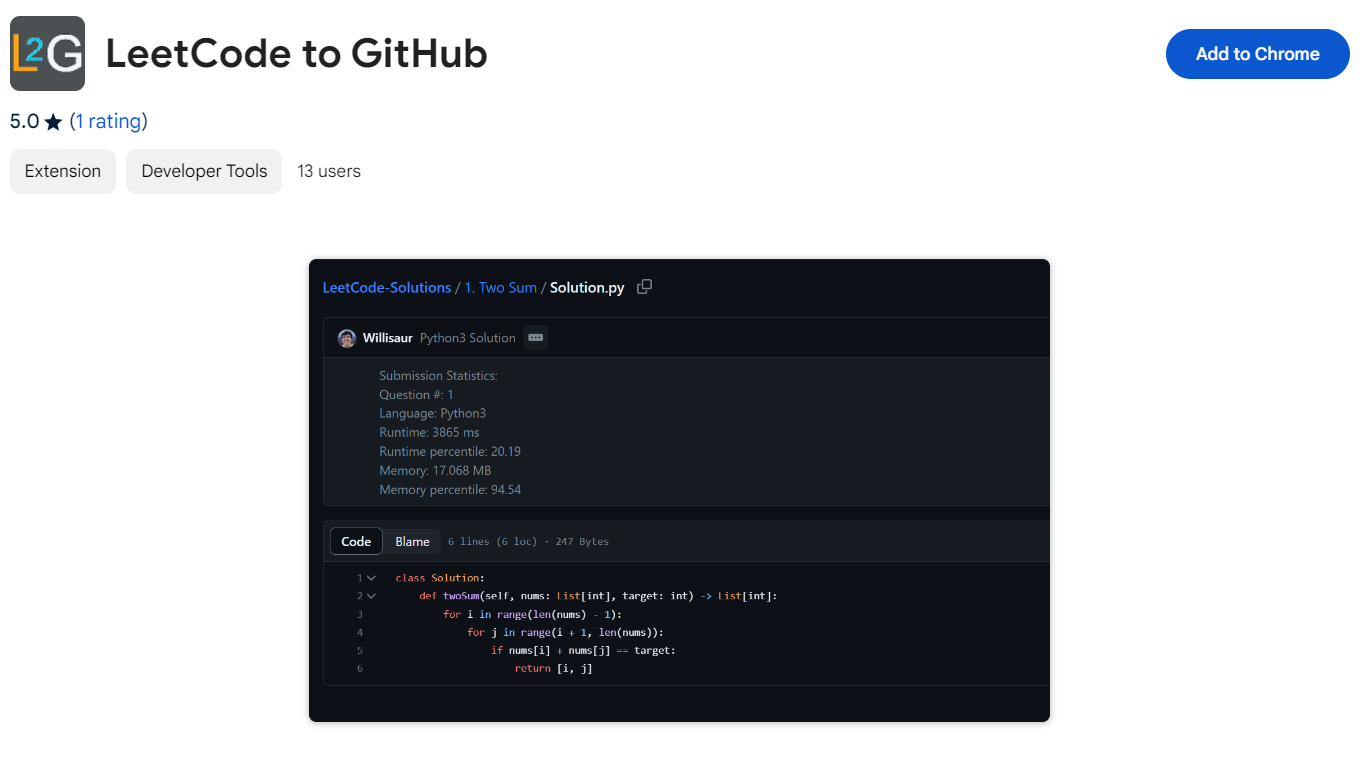 L2G
LeetCode to GitHub
Add to Chrome
5.0 ★ (1 rating)
Extension
Developer Tools
13 users
LeetCode-Solutions / 1. Two Sum / Solution.py
Willisaur Python3 Solution
Submission Statistics:
Question #: 1
Language: Python3
Runtime: 3865 ms
Runtime percentile: 20.19
Memory: 17.068 MB
Memory percentile: 94.54
Code Blame 6 lines (6 loc) · 247 Bytes
1 class Solution:
2 def twoSum(self, nums: List[int], target: int) -> List[int]:
3 for i in range(len(nums) - 1):
4 for j in range(i + 1, len(nums)):
5 if nums[i] + nums[j] == target:
6 return [i, j]